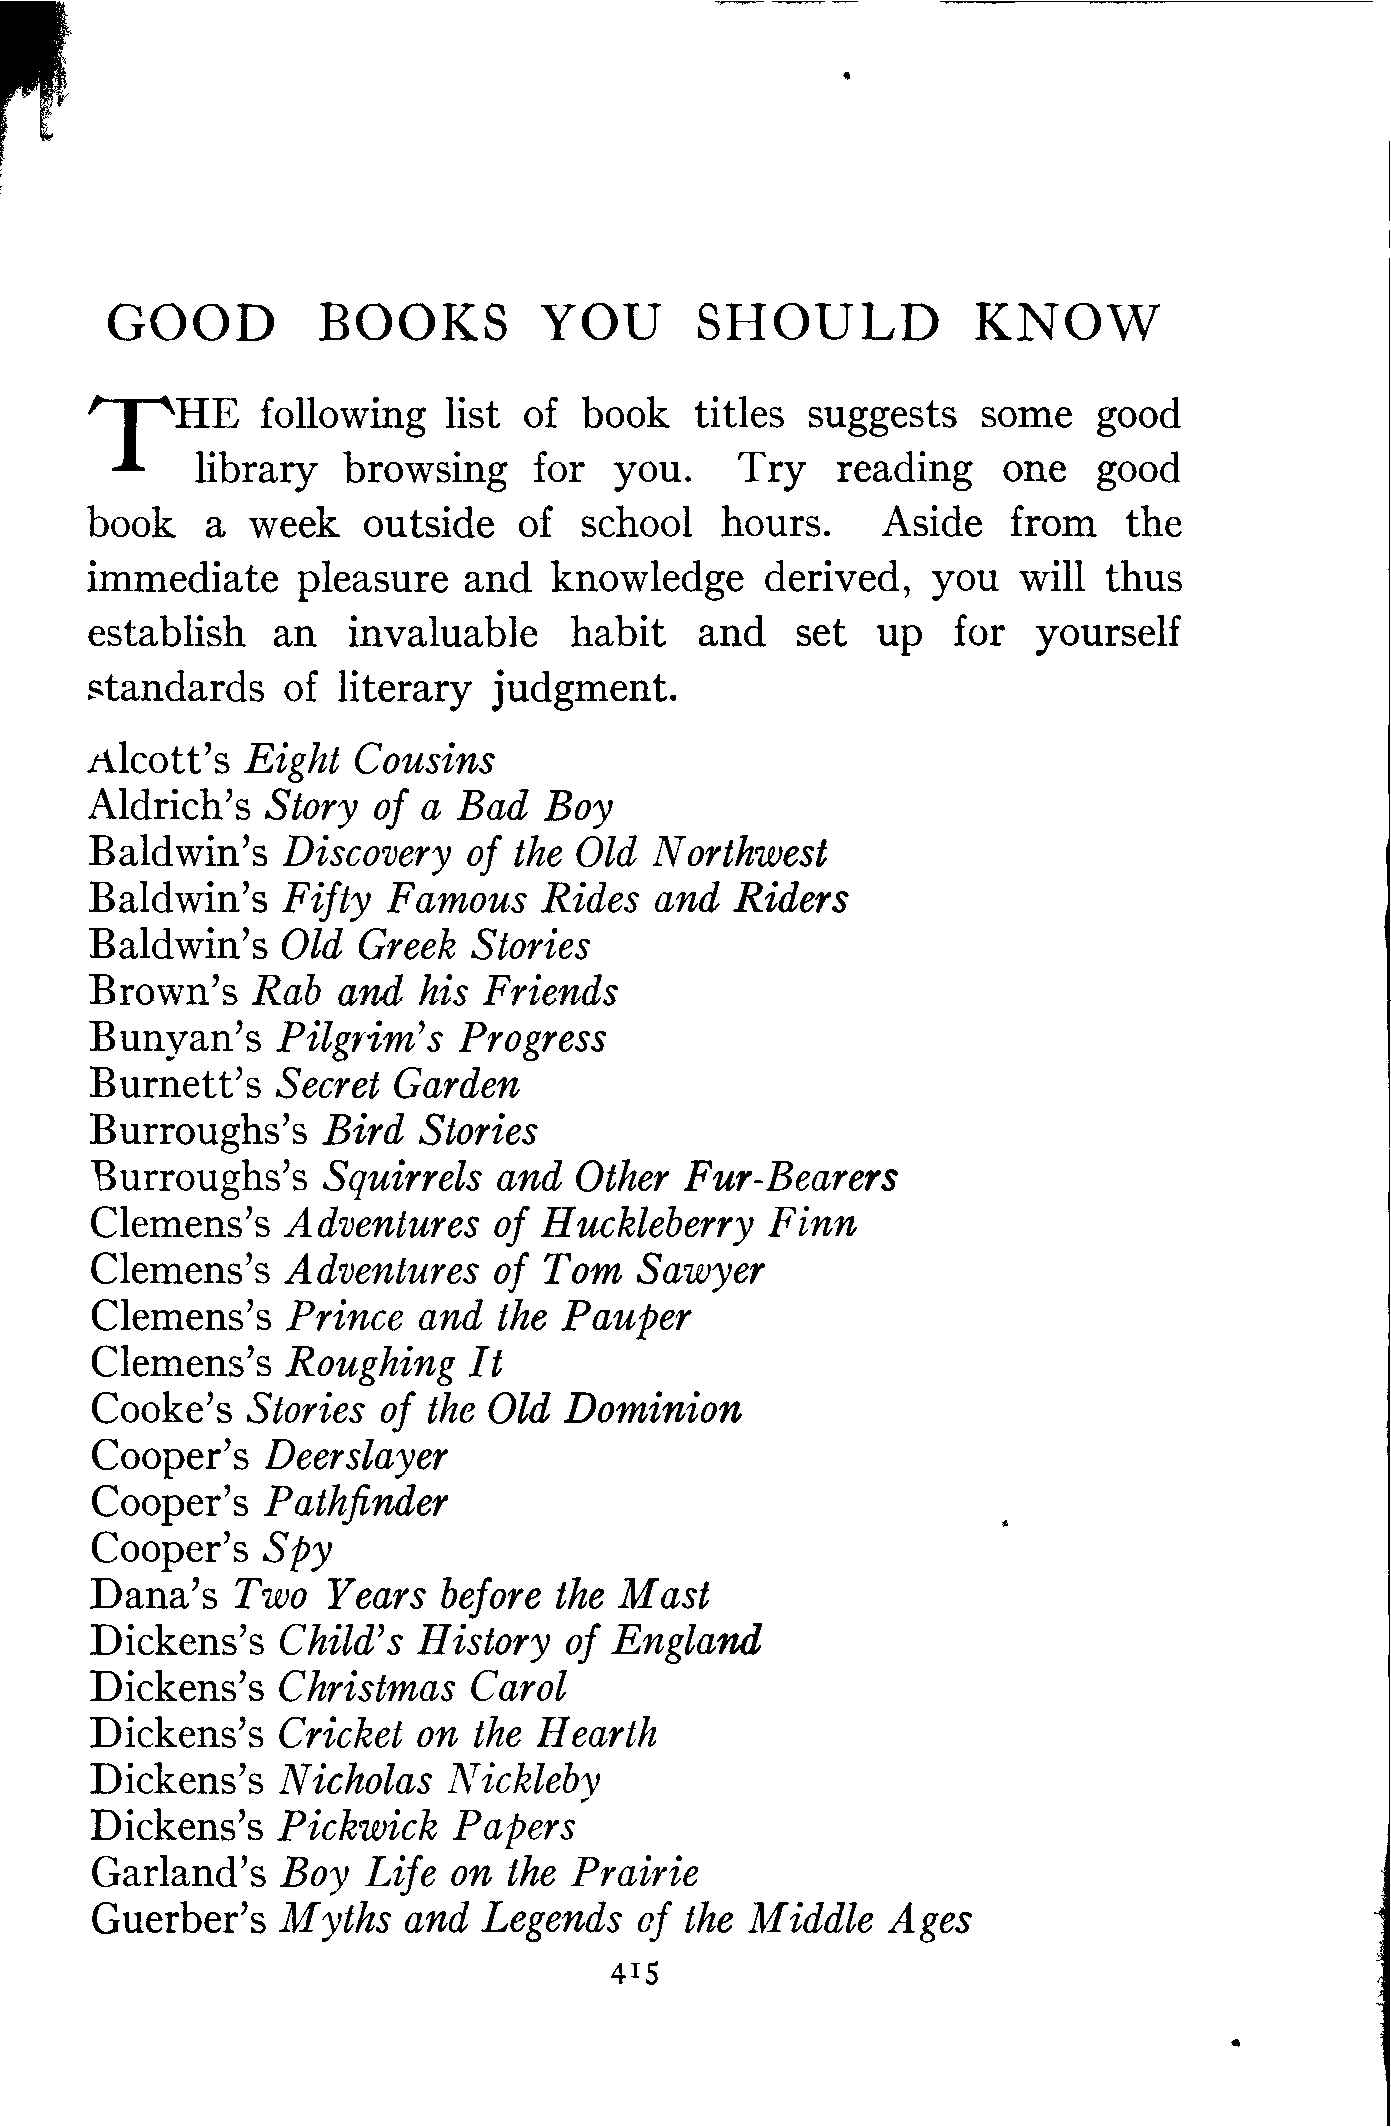 GOOD BOOKS YOU SHOULD KNOW
THE following list of book titles suggests some good
library browsing for you. Try reading one good
book a week outside of school hours. Aside from the
immediate pleasure and knowledge derived, you will thus
establish an invaluable habit and set up for yourself
standards of literary judgment.
Alcott's Eight Cousins
Aldrich's Story of a Bad Boy
Baldwin's Discovery of the Old Northwest
Baldwin's Fifty Famous Rides and Riders
Baldwin's Old Greek Stories
Brown's Rab and his Friends
Bunyan's Pilgrim's Progress
Burnett's Secret Garden
Burroughs's Bird Stories
Burroughs's Squirrels and Other Fur-Bearers
Clemens's Adventures of Huckleberry Finn
Clemens's Adventures of Tom Sawyer
Clemens's Prince and the Pauper
Clemens's Roughing It
Cooke's Stories of the Old Dominion
Cooper's Deerslayer
Cooper's Pathfinder
Cooper's Spy
Dana's Two Years before the Mast
Dickens's Child's History of England
Dickens's Christmas Carol
Dickens's Cricket on the Hearth
Dickens's Nicholas Nickleby
Dickens's Pickwick Papers
Garland's Boy Life on the Prairie
Guerber's Myths and Legends of the Middle Ages
415